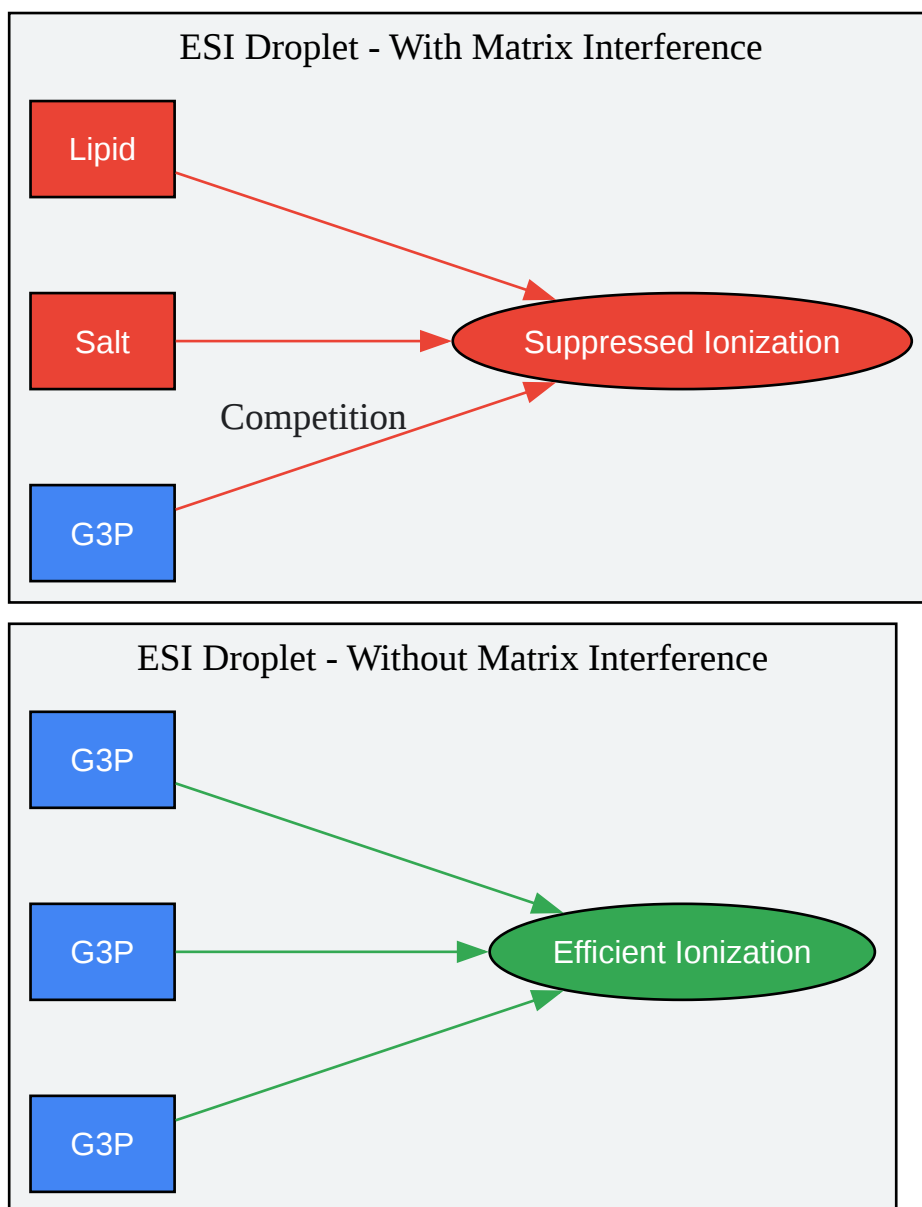 ESI Droplet - With Matrix Interference
Lipid
Salt
Suppressed Ionization
Competition
G3P
ESI Droplet - Without Matrix Interference
G3P
G3P
Efficient Ionization
G3P